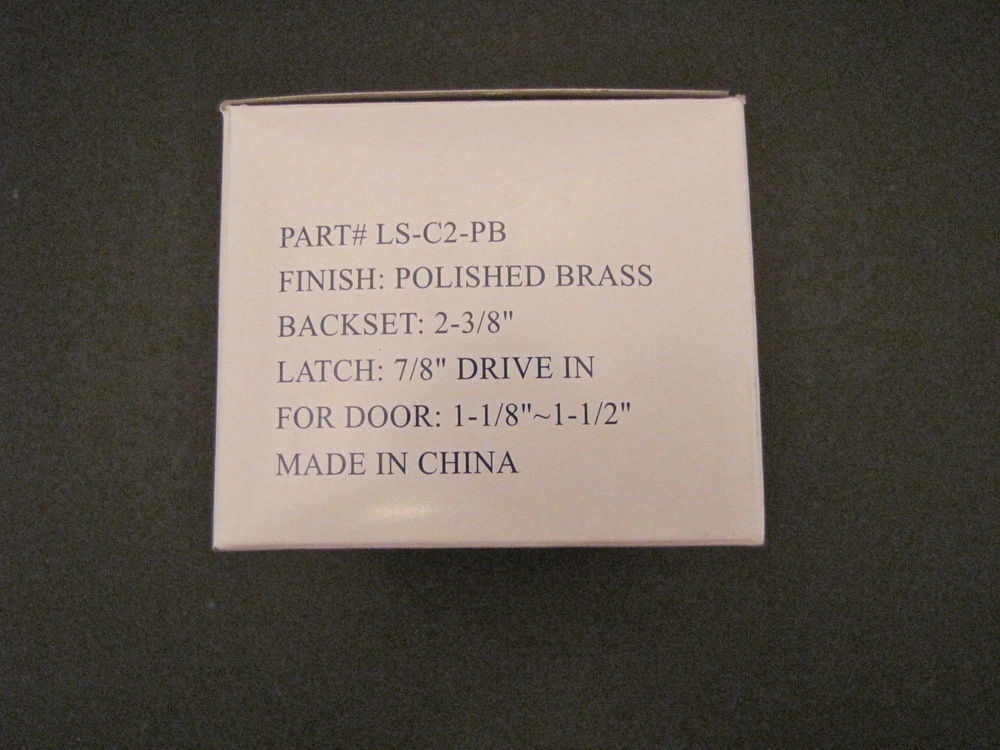 PART# LS-C2-PB
FINISH: POLISHED BRASS
BACKSET: 2-3/8"
LATCH: 7/8" DRIVE IN
FOR DOOR: 1-1/8"~1-1/2"
MADE IN CHINA